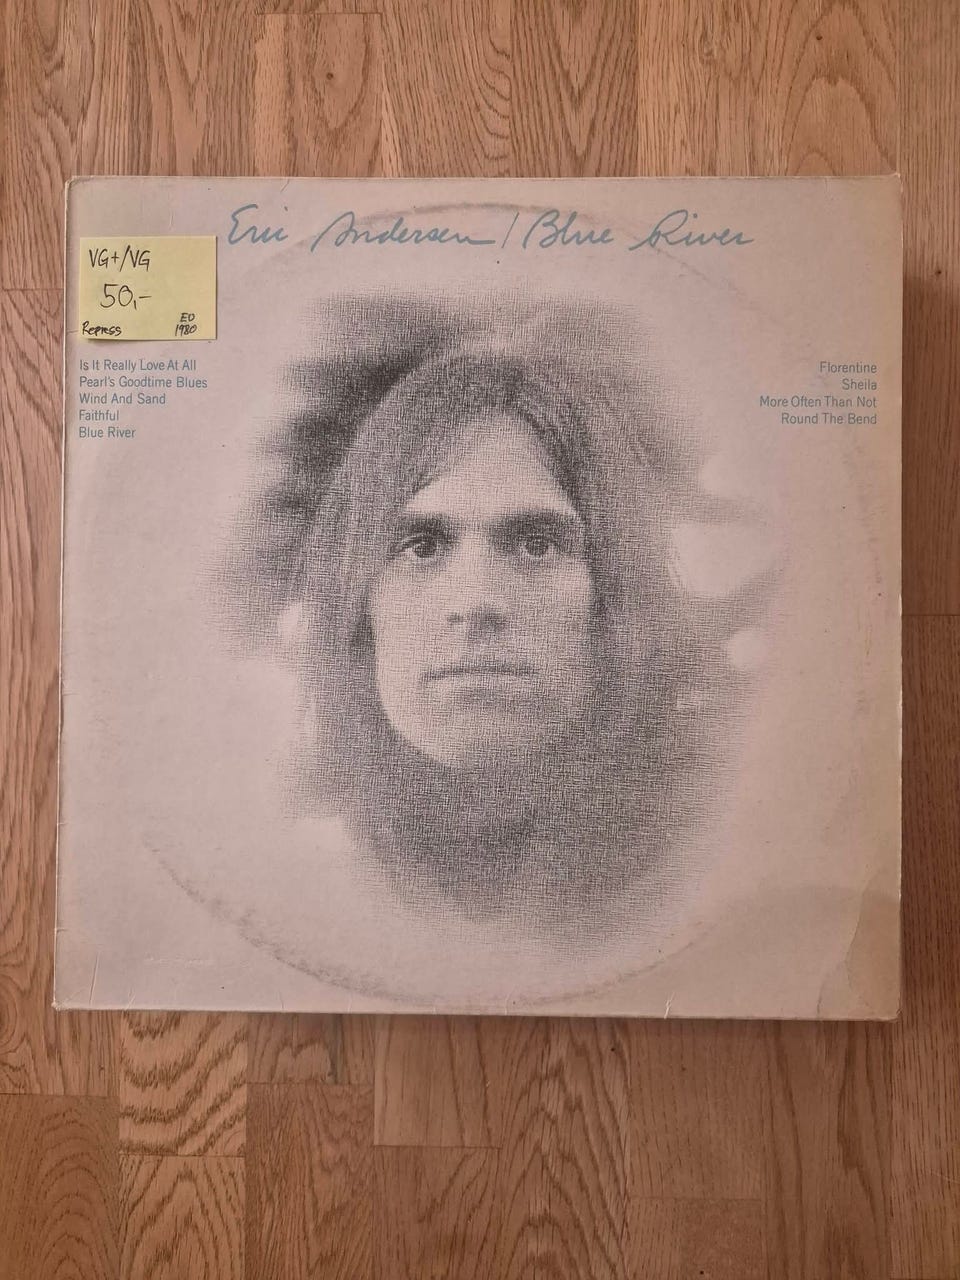 Eric Andersen / Blue River
VG+/VG
50,-
Repress
EU
1980
Is It Really Love At All
Pearl's Goodtime Blues
Wind And Sand
Faithful
Blue River
Florentine
Sheila
More Often Than Not
Round The Bend